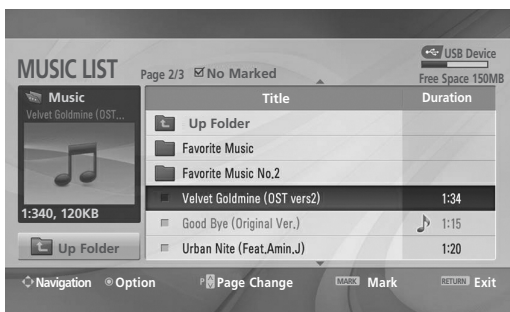 USB Device
MUSIC LIST Page 2/3 No Marked Free Space 150MB
Music
Velvet Goldmine (OST...
1:340, 120KB
Up Folder
Title Duration
Up Folder
Favorite Music
Favorite Music No.2
Velvet Goldmine (OST vers2) 1:34
Good Bye (Original Ver.) 1:15
Urban Nite (Feat.Amin.J) 1:20
Navigation Option P Page Change MARK Mark RETURN Exit